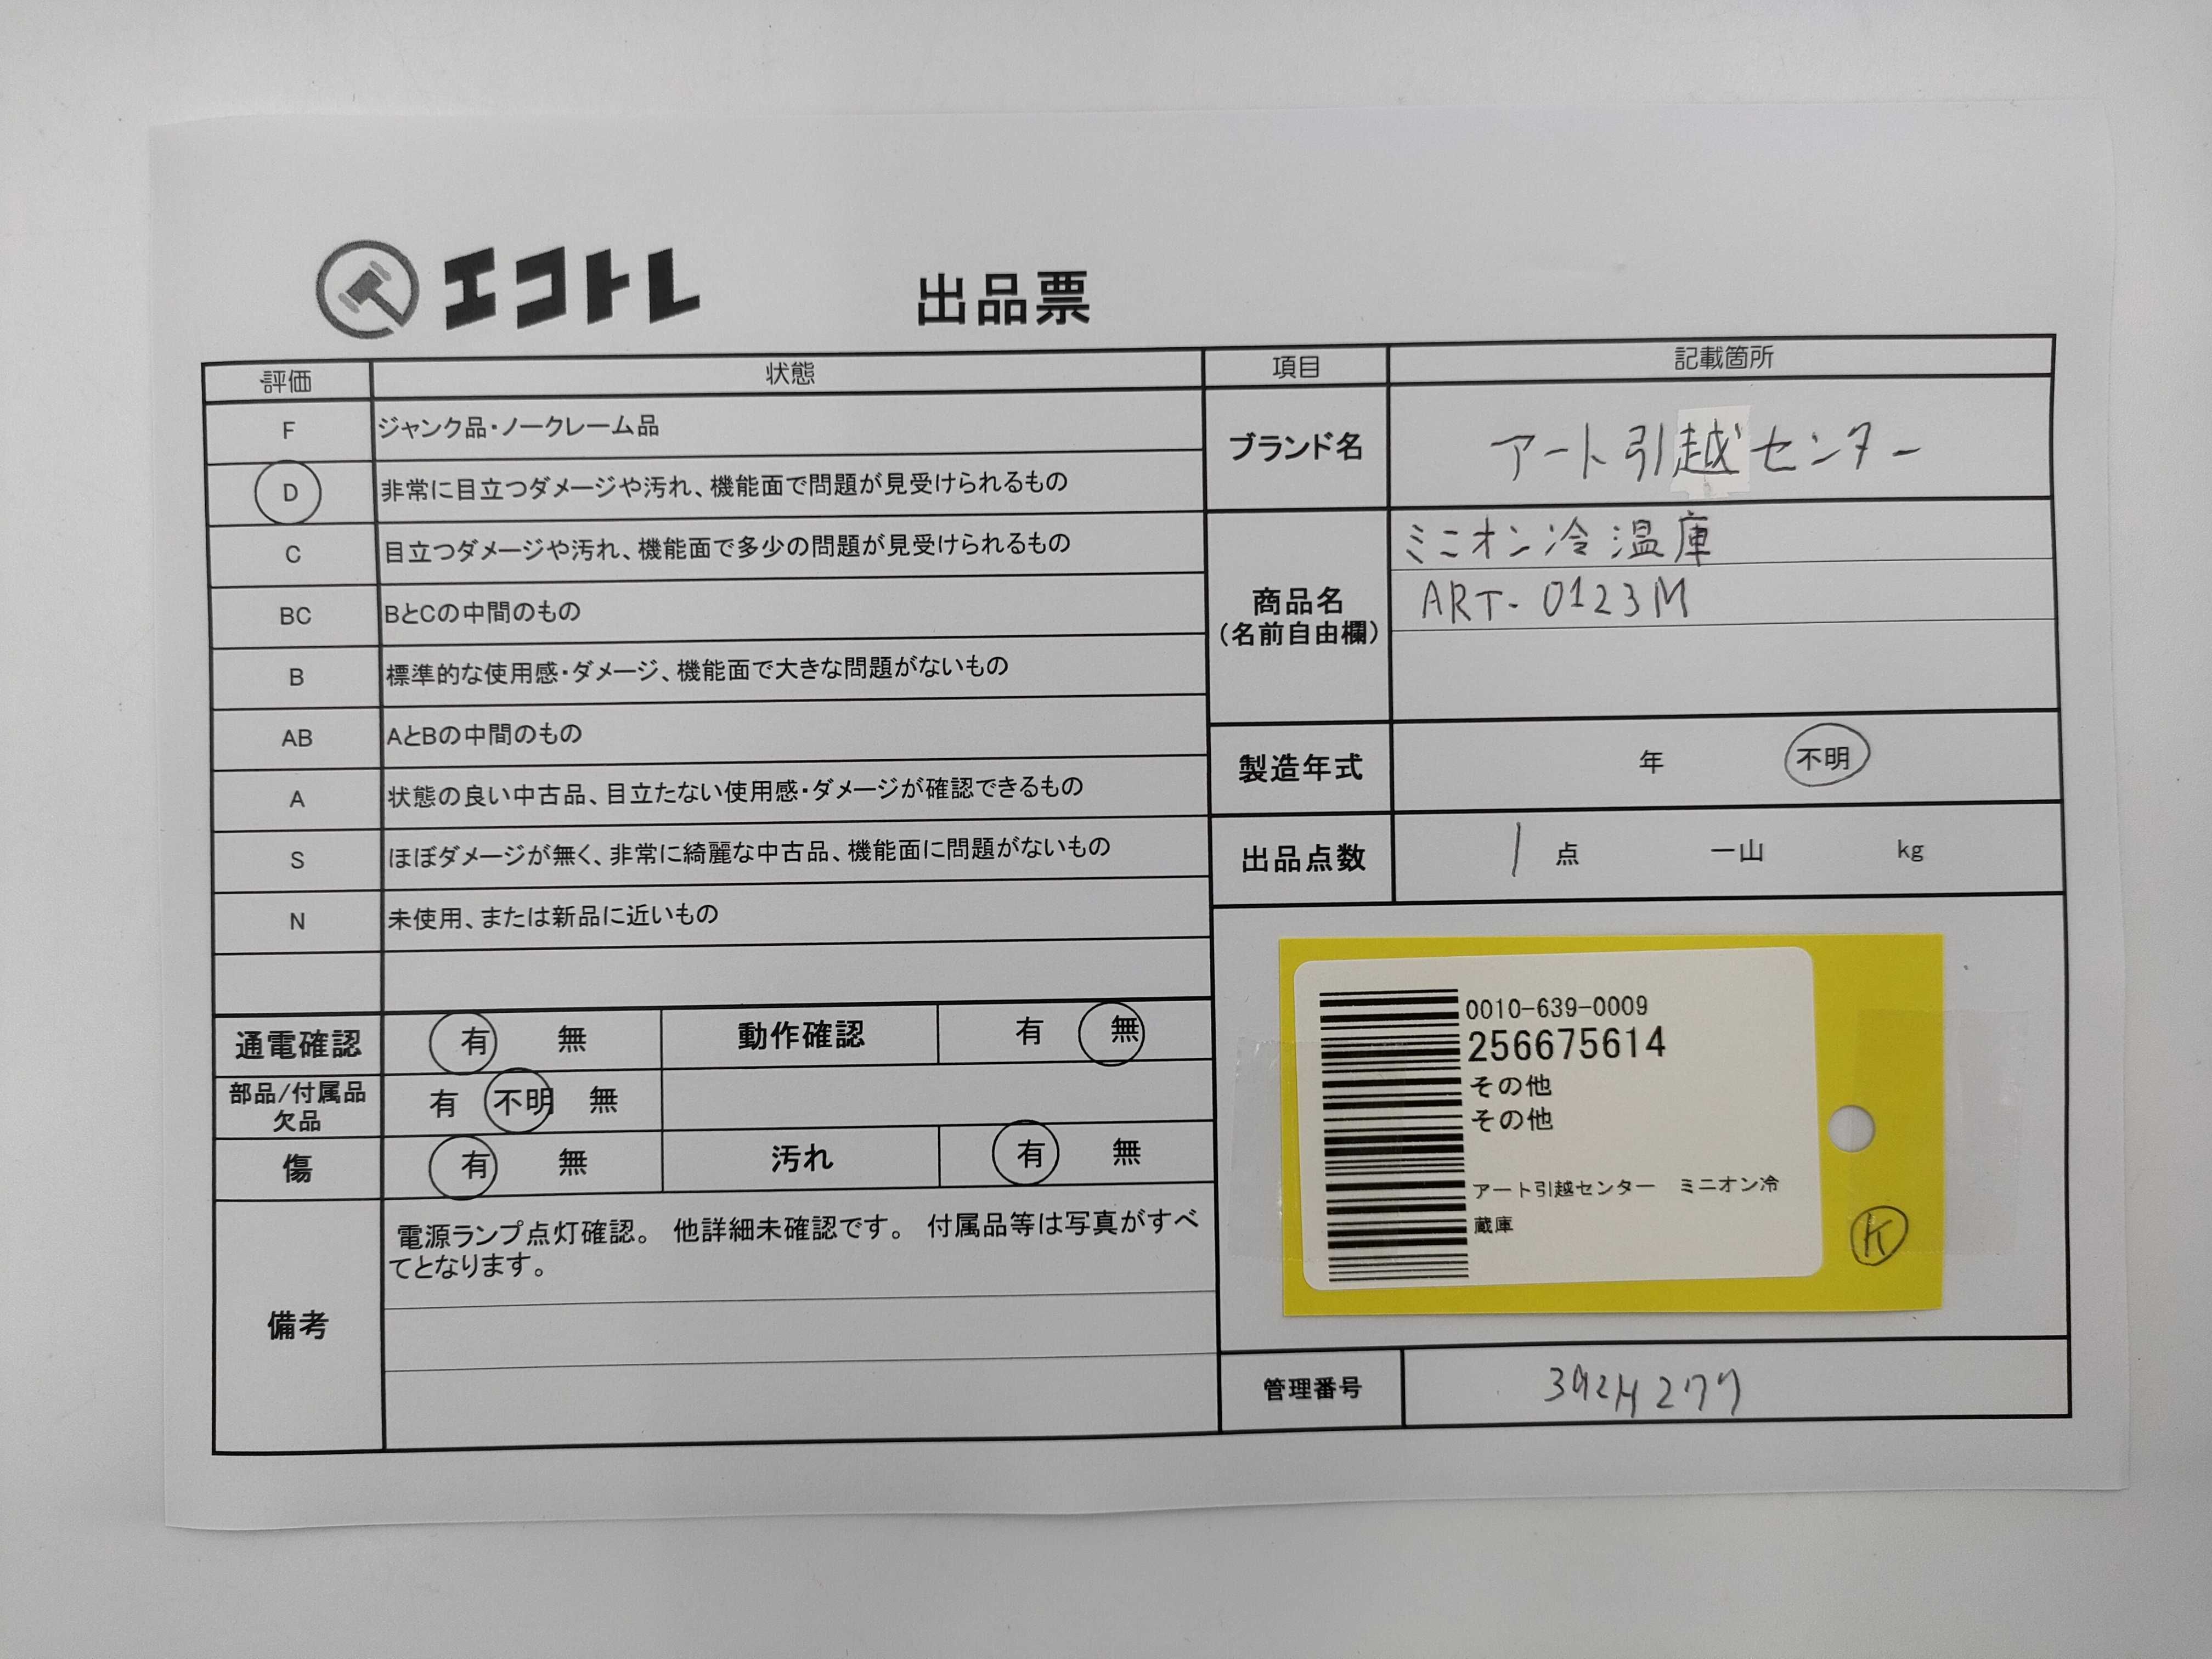 エコトレ
出品票
評価 状態
F ジャンク品・ノークレーム品
D 非常に目立つダメージや汚れ、機能面で問題が見受けられるもの
C 目立つダメージや汚れ、機能面で多少の問題が見受けられるもの
BC BとCの中間のもの
B 標準的な使用感・ダメージ、機能面で大きな問題がないもの
AB AとBの中間のもの
A 状態の良い中古品、目立たない使用感・ダメージが確認できるもの
S ほぼダメージが無く、非常に綺麗な中古品、機能面に問題がないもの
N 未使用、または新品に近いもの
通電確認 有 無 動作確認 有 無
部品/付属品
欠品
有 不明 無
傷 有 無 汚れ 有 無
備考
電源ランプ点灯確認。 他詳細未確認です。 付属品等は写真がすべ
てとなります。
項目 記載箇所
ブランド名 アート引越センター
商品名
(名前自由欄)
ミニオン冷温庫
ART-0123M
製造年式 年 不明
出品点数 1 点 一山 kg
0010-639-0009
256675614
その他
その他
アート引越センター ミニオン冷
蔵庫
K
管理番号